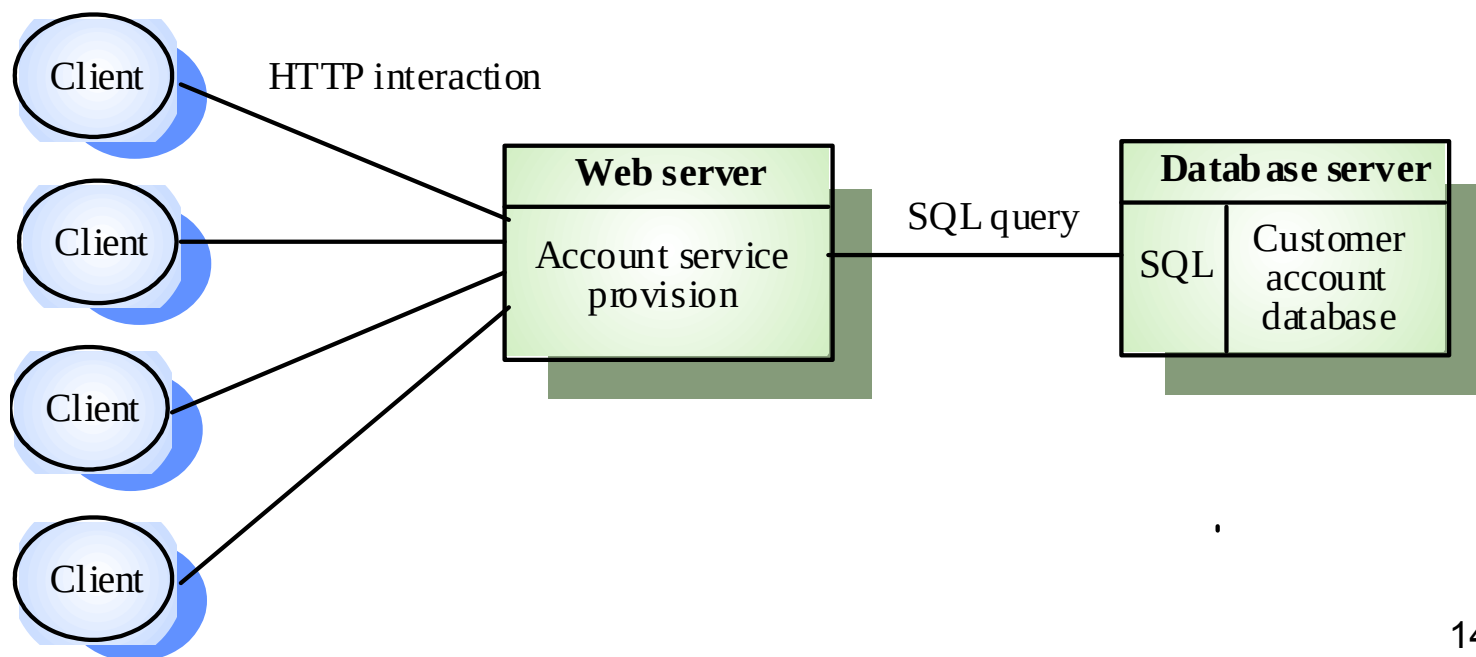 Client
HTTP interaction
Client
Client
Client
Web server
Account service
provision
SQL query
Database server
SQL
Customer
account
database
14